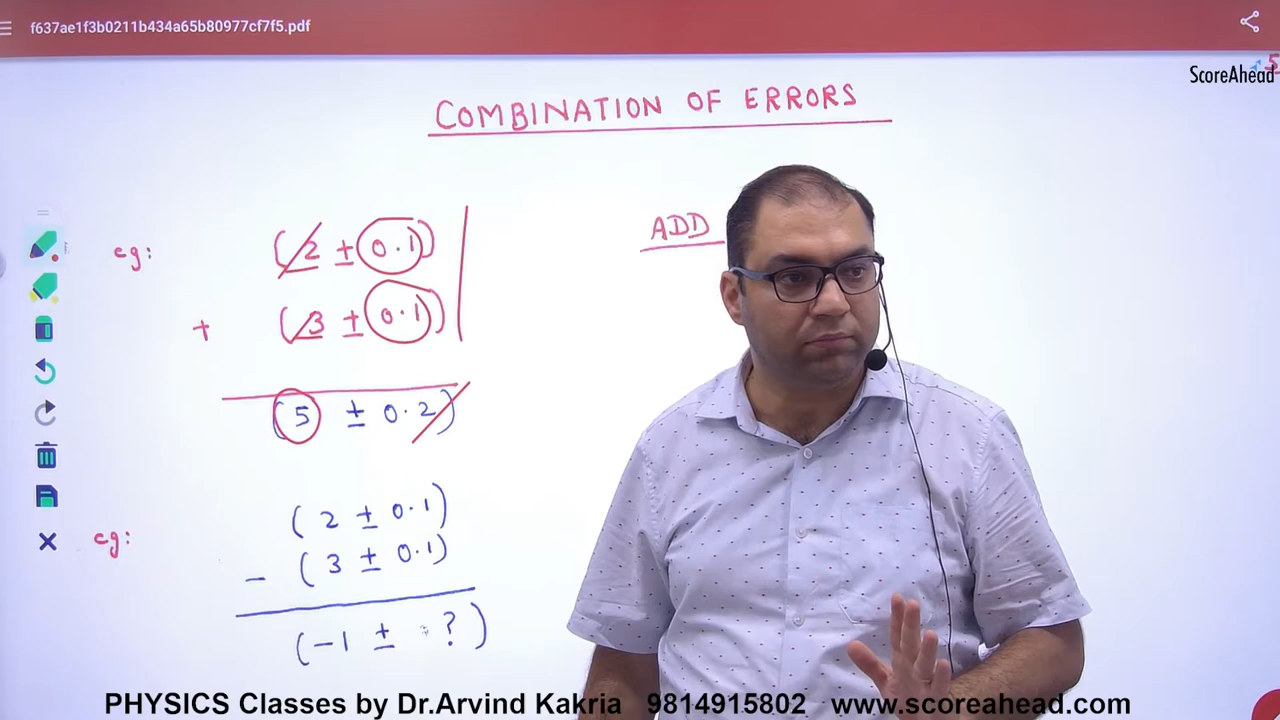 f637ae1f3b0211b434a65b80977cf7f5.pdf
ScoreAhead
COMBINATION OF ERRORS
eg:
(2 ± 0.1)
+ (3 ± 0.1)
(5 ± 0.2)
ADD
eg:
(2 ± 0.1)
- (3 ± 0.1)
(-1 ± ?)
PHYSICS Classes by Dr.Arvind Kakria 9814915802 www.scoreahead.com